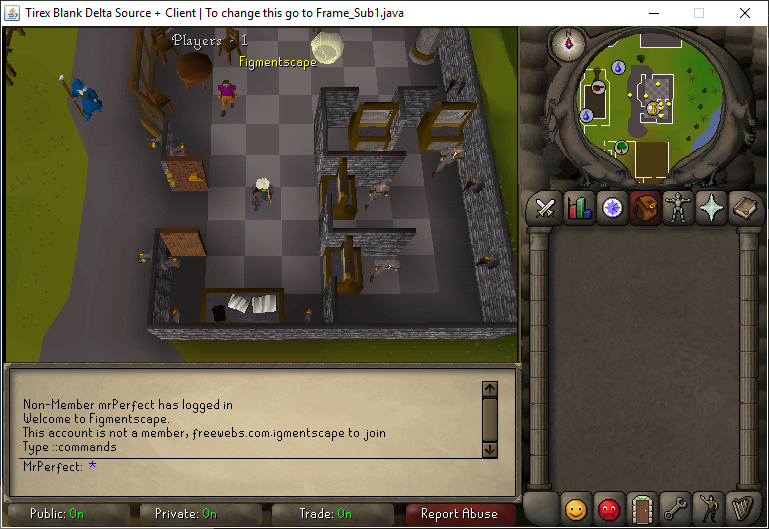 Tirex Blank Delta Source + Client | To change this go to Frame_Sub1.java
Players > 1
Figmentscape
Non-Member mrPerfect has logged in
Welcome to Figmentscape.
This account is not a member, freewebs.com.igmentscape to join
Type ::commands
MrPerfect: *
Public: On
Private: On
Trade: On
Report Abuse